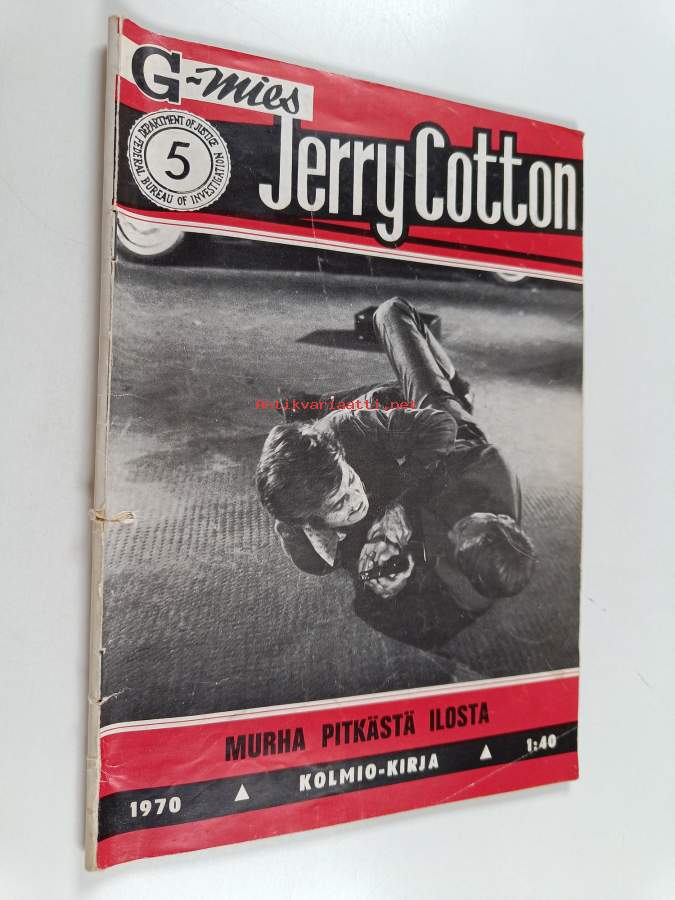 G-mies
DEPARTMENT OF JUSTICE
5
FEDERAL BUREAU OF INVESTIGATION
Jerry Cotton
Antikvariaatti.net
MURHA PITKÄSTÄ ILOSTA
1970 KOLMIO-KIRJA 1:40